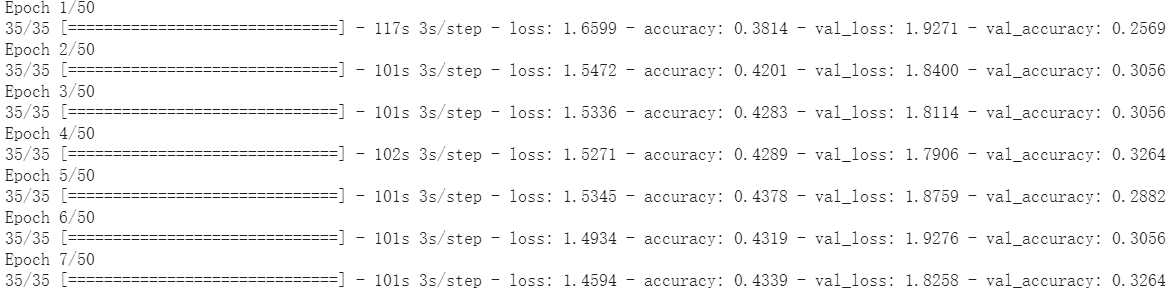 Epoch 1/50
35/35 [==============================] - 117s 3s/step - loss: 1.6599 - accuracy: 0.3814 - val_loss: 1.9271 - val_accuracy: 0.2569
Epoch 2/50
35/35 [==============================] - 101s 3s/step - loss: 1.5472 - accuracy: 0.4201 - val_loss: 1.8400 - val_accuracy: 0.3056
Epoch 3/50
35/35 [==============================] - 101s 3s/step - loss: 1.5336 - accuracy: 0.4283 - val_loss: 1.8114 - val_accuracy: 0.3056
Epoch 4/50
35/35 [==============================] - 102s 3s/step - loss: 1.5271 - accuracy: 0.4289 - val_loss: 1.7906 - val_accuracy: 0.3264
Epoch 5/50
35/35 [==============================] - 101s 3s/step - loss: 1.5345 - accuracy: 0.4378 - val_loss: 1.8759 - val_accuracy: 0.2882
Epoch 6/50
35/35 [==============================] - 101s 3s/step - loss: 1.4934 - accuracy: 0.4319 - val_loss: 1.9276 - val_accuracy: 0.3056
Epoch 7/50
35/35 [==============================] - 101s 3s/step - loss: 1.4594 - accuracy: 0.4339 - val_loss: 1.8258 - val_accuracy: 0.3264